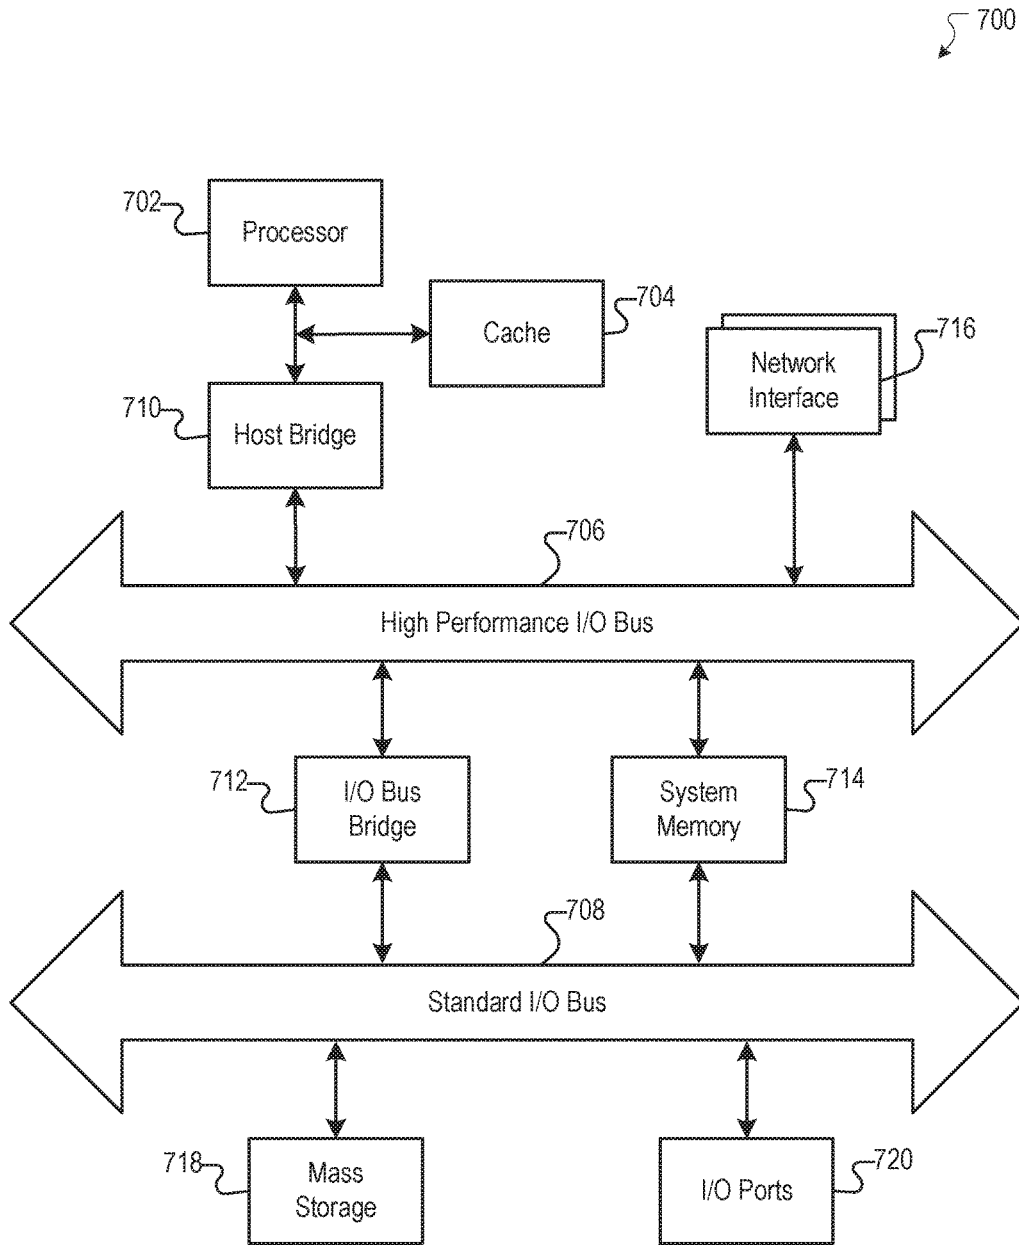 700
702
Processor
704
Cache
716
Network
Interface
710
Host Bridge
706
High Performance I/O Bus
712
I/O Bus
Bridge
System
Memory
714
708
Standard I/O Bus
718
Mass
Storage
I/O Ports
720